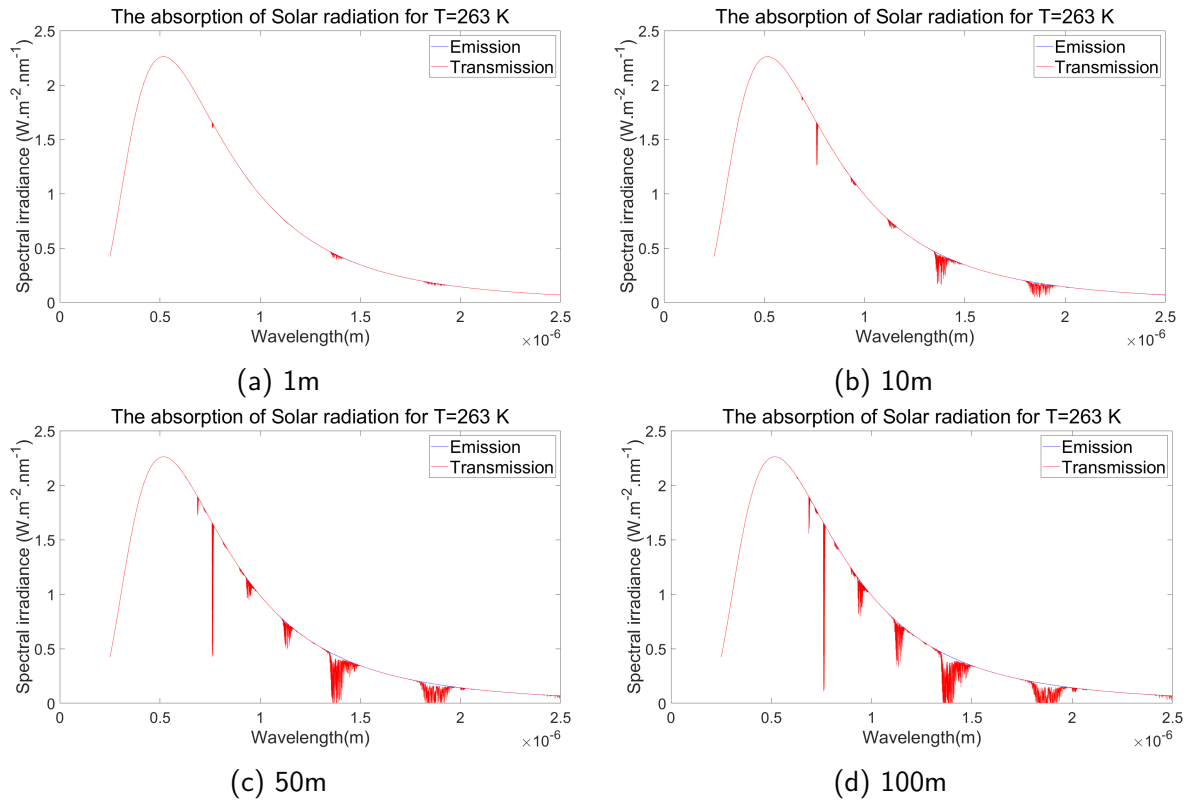 The absorption of Solar radiation for T=263 K
Spectral irradiance (W.m-2.nm-1)
2.5
2
1.5
1
0.5
0
Emission
Transmission
0 0.5 1 1.5 2 2.5
Wavelength(m)
×10-6
(a) 1m
The absorption of Solar radiation for T=263 K
Spectral irradiance (W.m-2.nm-1)
2.5
2
1.5
1
0.5
0
Emission
Transmission
0 0.5 1 1.5 2 2.5
Wavelength(m)
×10-6
(b) 10m
The absorption of Solar radiation for T=263 K
Spectral irradiance (W.m-2.nm-1)
2.5
2
1.5
1
0.5
0
Emission
Transmission
0 0.5 1 1.5 2 2.5
Wavelength(m)
×10-6
(c) 50m
The absorption of Solar radiation for T=263 K
Spectral irradiance (W.m-2.nm-1)
2.5
2
1.5
1
0.5
0
Emission
Transmission
0 0.5 1 1.5 2 2.5
Wavelength(m)
×10-6
(d) 100m